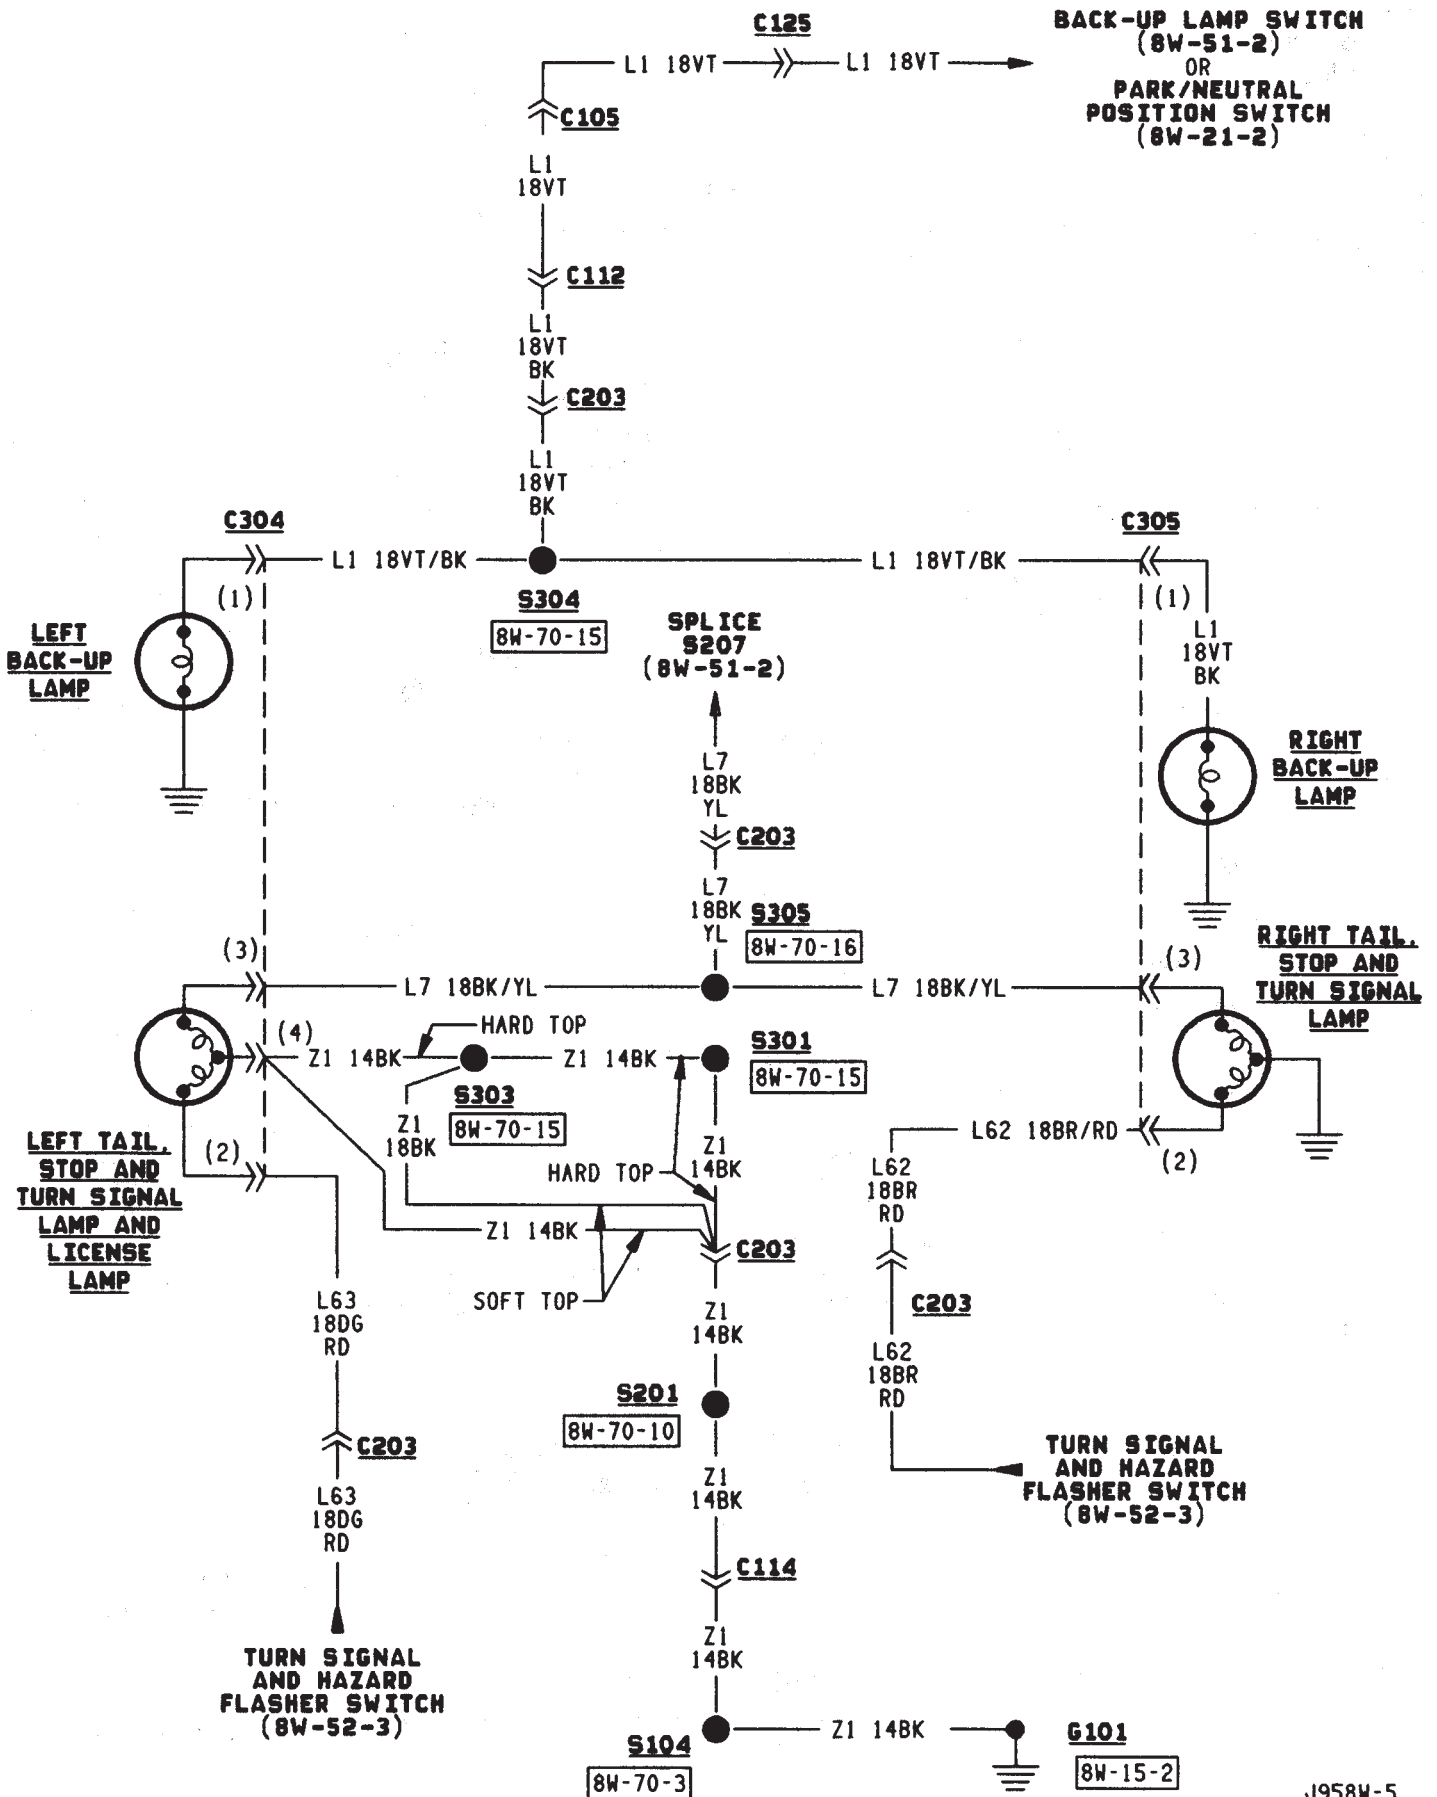 C125
BACK-UP LAMP SWITCH
(8W-51-2)
OR
PARK/NEUTRAL
POSITION SWITCH
(8W-21-2)
L1 18VT
L1 18VT
C105
L1
18VT
C112
L1
18VT
BK
C203
L1
18VT
BK
C304
C305
L1 18VT/BK
L1 18VT/BK
(1)
(1)
S304
8W-70-15
LEFT
BACK-UP
LAMP
SPLICE
S207
(8W-51-2)
L1
18VT
BK
RIGHT
BACK-UP
LAMP
L7
18BK
YL
C203
L7
18BK
YL
S305
8W-70-16
(3)
(3)
RIGHT TAIL,
STOP AND
TURN SIGNAL
LAMP
L7 18BK/YL
L7 18BK/YL
(4)
HARD TOP
Z1 14BK
Z1 14BK
S301
8W-70-15
S303
8W-70-15
Z1
18BK
L62 18BR/RD
(2)
(2)
LEFT TAIL,
STOP AND
TURN SIGNAL
LAMP AND
LICENSE
LAMP
HARD TOP
Z1
14BK
L62
18BR
RD
Z1 14BK
C203
SOFT TOP
C203
L63
18DG
RD
Z1
14BK
L62
18BR
RD
S201
8W-70-10
C203
TURN SIGNAL
AND HAZARD
FLASHER SWITCH
(8W-52-3)
L63
18DG
RD
Z1
14BK
C114
Z1
14BK
TURN SIGNAL
AND HAZARD
FLASHER SWITCH
(8W-52-3)
S104
8W-70-3
Z1 14BK
G101
8W-15-2
J958W-5